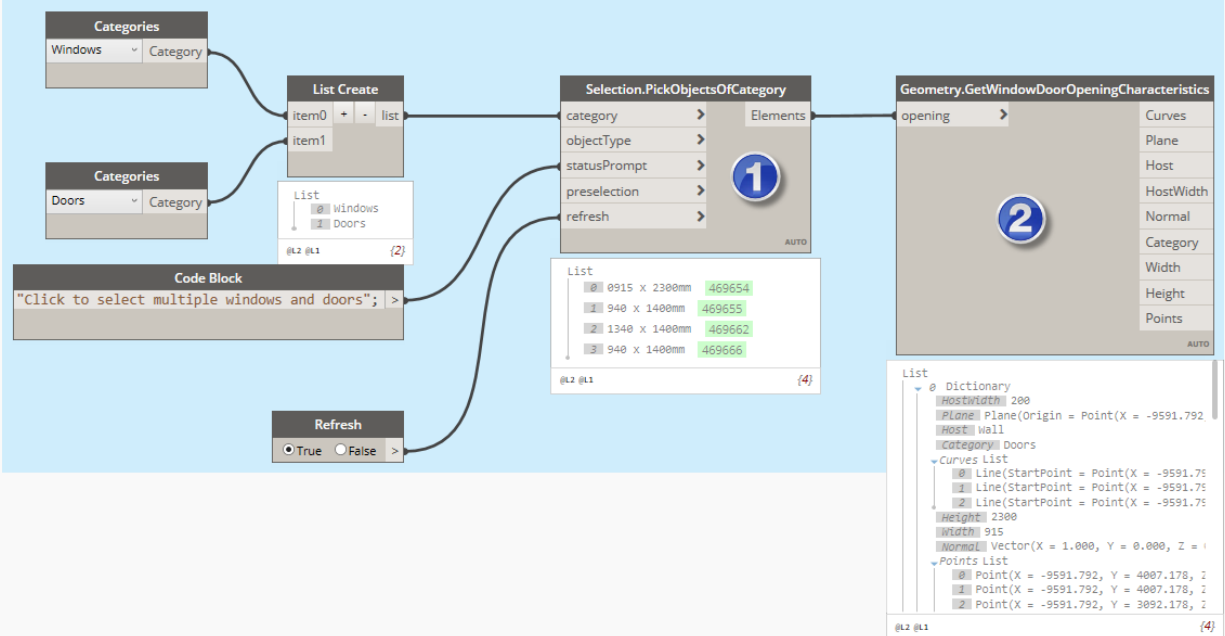 Categories
Windows Category
List Create
item0 + - list
item1
Categories
Doors Category
List
0 Windows
1 Doors
@L2 @L1 {2}
Code Block
"Click to select multiple windows and doors"; >
Refresh
True False >
Selection.PickObjectsOfCategory
category > Elements
objectType >
statusPrompt >
preselection >
refresh >
1
AUTO
List
0 0915 x 2300mm 469654
1 940 x 1400mm 469655
2 1340 x 1400mm 469662
3 940 x 1400mm 469666
@L2 @L1 {4}
Geometry.GetWindowDoorOpeningCharacteristics
opening > Curves
Plane
Host
HostWidth
2
Normal
Category
Width
Height
Points
AUTO
List
0 Dictionary
HostWidth 200
Plane Plane(Origin = Point(X = -9591.792
Host Wall
Category Doors
Curves List
0 Line(StartPoint = Point(X = -9591.79
1 Line(StartPoint = Point(X = -9591.79
2 Line(StartPoint = Point(X = -9591.79
Height 2300
Width 915
Normal Vector(X = 1.000, Y = 0.000, Z =
Points List
0 Point(X = -9591.792, Y = 4007.178, Z
1 Point(X = -9591.792, Y = 4007.178, Z
2 Point(X = -9591.792, Y = 3092.178, Z
@L2 @L1 {4}